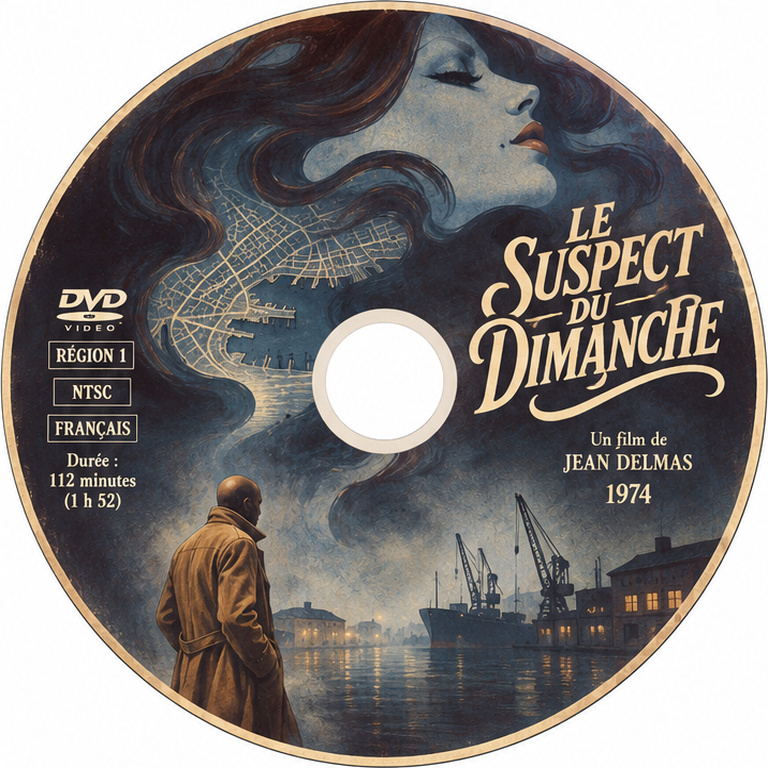 LE
SUSPECT
DU
DIMANCHE
DVD
VIDEO
RÉGION 1
NTSC
FRANÇAIS
Durée :
112 minutes
(1 h 52)
Un film de
JEAN DELMAS
1974